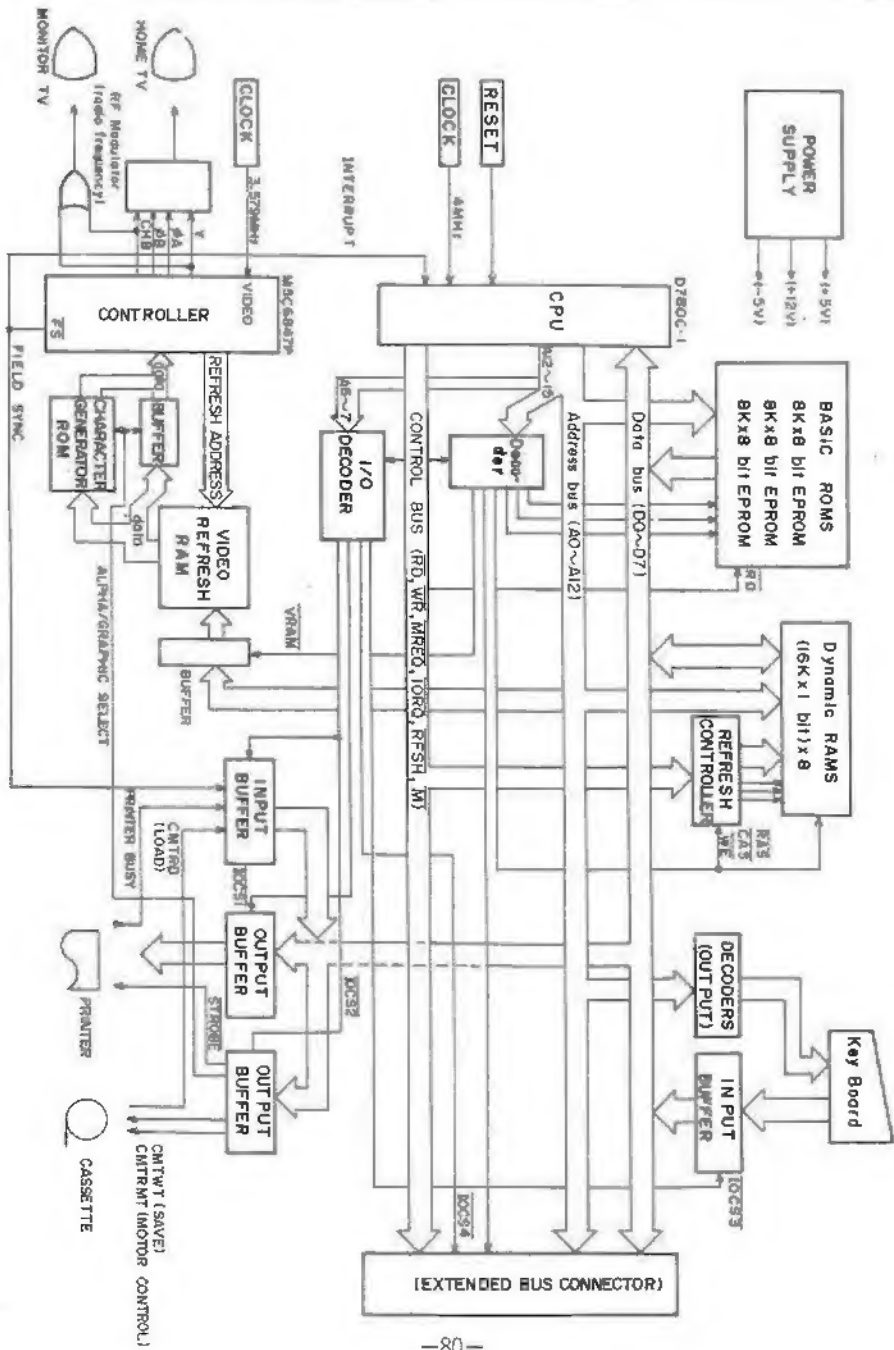 POWER
SUPPLY
(+5V)
(+12V)
(-5V)
BASIC ROMS
8K×8 bit EPROM
8K×8 bit EPROM
8K×8 bit EPROM
RD
Dynamic RAMS
(16K×1 bit)×8
REFRESH
CONTROLLER
RAS
CAS
WE
DECODERS
(OUTPUT)
Key Board
INPUT
BUFFER
IOCS3
RESET
CLOCK
4MHz
D780C-1
CPU
Data bus (D0~D7)
Address bus (A0~A12)
A12~15
Deco-
der
CONTROL BUS (RD, WR, MREQ, IORQ, RFSH, M)
A6~7
I/O
DECODER
IOCS4
(EXTENDED BUS CONNECTOR)
INTERRUPT
CLOCK
3.579MHz
HOME TV
MONITOR TV
RF Modulator
(radio frequency)
Y
φA
φB
CHB
M5C6847P
VIDEO
CONTROLLER
FS
FIELD SYNC
REFRESH ADDRESS
VIDEO
REFRESH
RAM
VRAM
BUFFER
data
BUFFER
data
CHARACTER
GENERATOR
ROM
ALPHA/GRAPHIC SELECT
INPUT
BUFFER
IOCS1
PRINTER BUSY
CMTRD
(LOAD)
OUTPUT
BUFFER
IOCS2
OUTPUT
BUFFER
STROBE
PRINTER
CASSETTE
CMTWT (SAVE)
CMTRMT (MOTOR CONTROL)
—80—